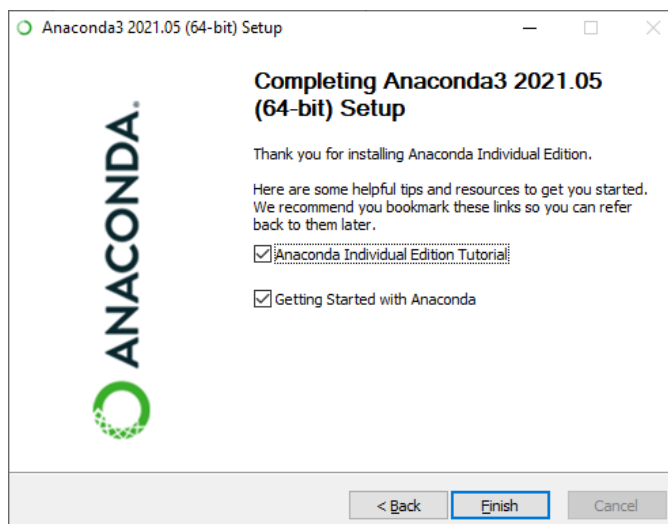 Anaconda3 2021.05 (64-bit) Setup
ANACONDA.
Completing Anaconda3 2021.05
(64-bit) Setup
Thank you for installing Anaconda Individual Edition.
Here are some helpful tips and resources to get you started.
We recommend you bookmark these links so you can refer
back to them later.
Anaconda Individual Edition Tutorial
Getting Started with Anaconda
< Back
Finish
Cancel